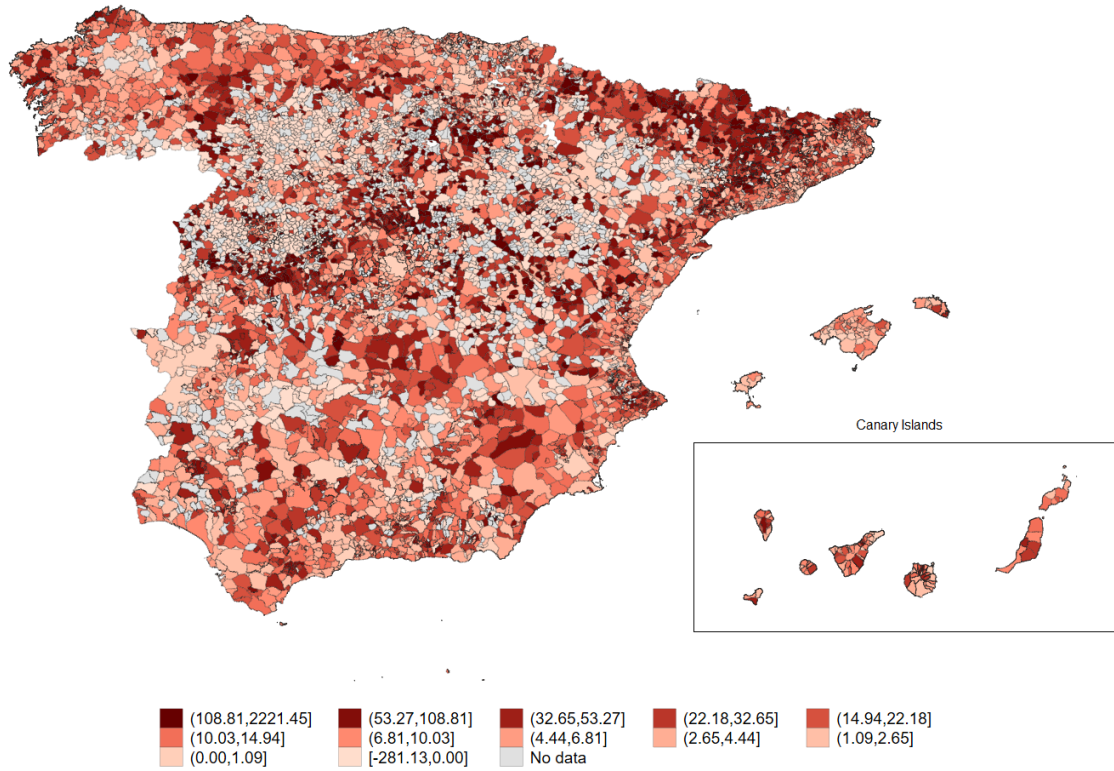 Canary Islands
(108.81,2221.45] (53.27,108.81] (32.65,53.27] (22.18,32.65] (14.94,22.18]
(10.03,14.94] (6.81,10.03] (4.44,6.81] (2.65,4.44] (1.09,2.65]
(0.00,1.09] [-281.13,0.00] No data